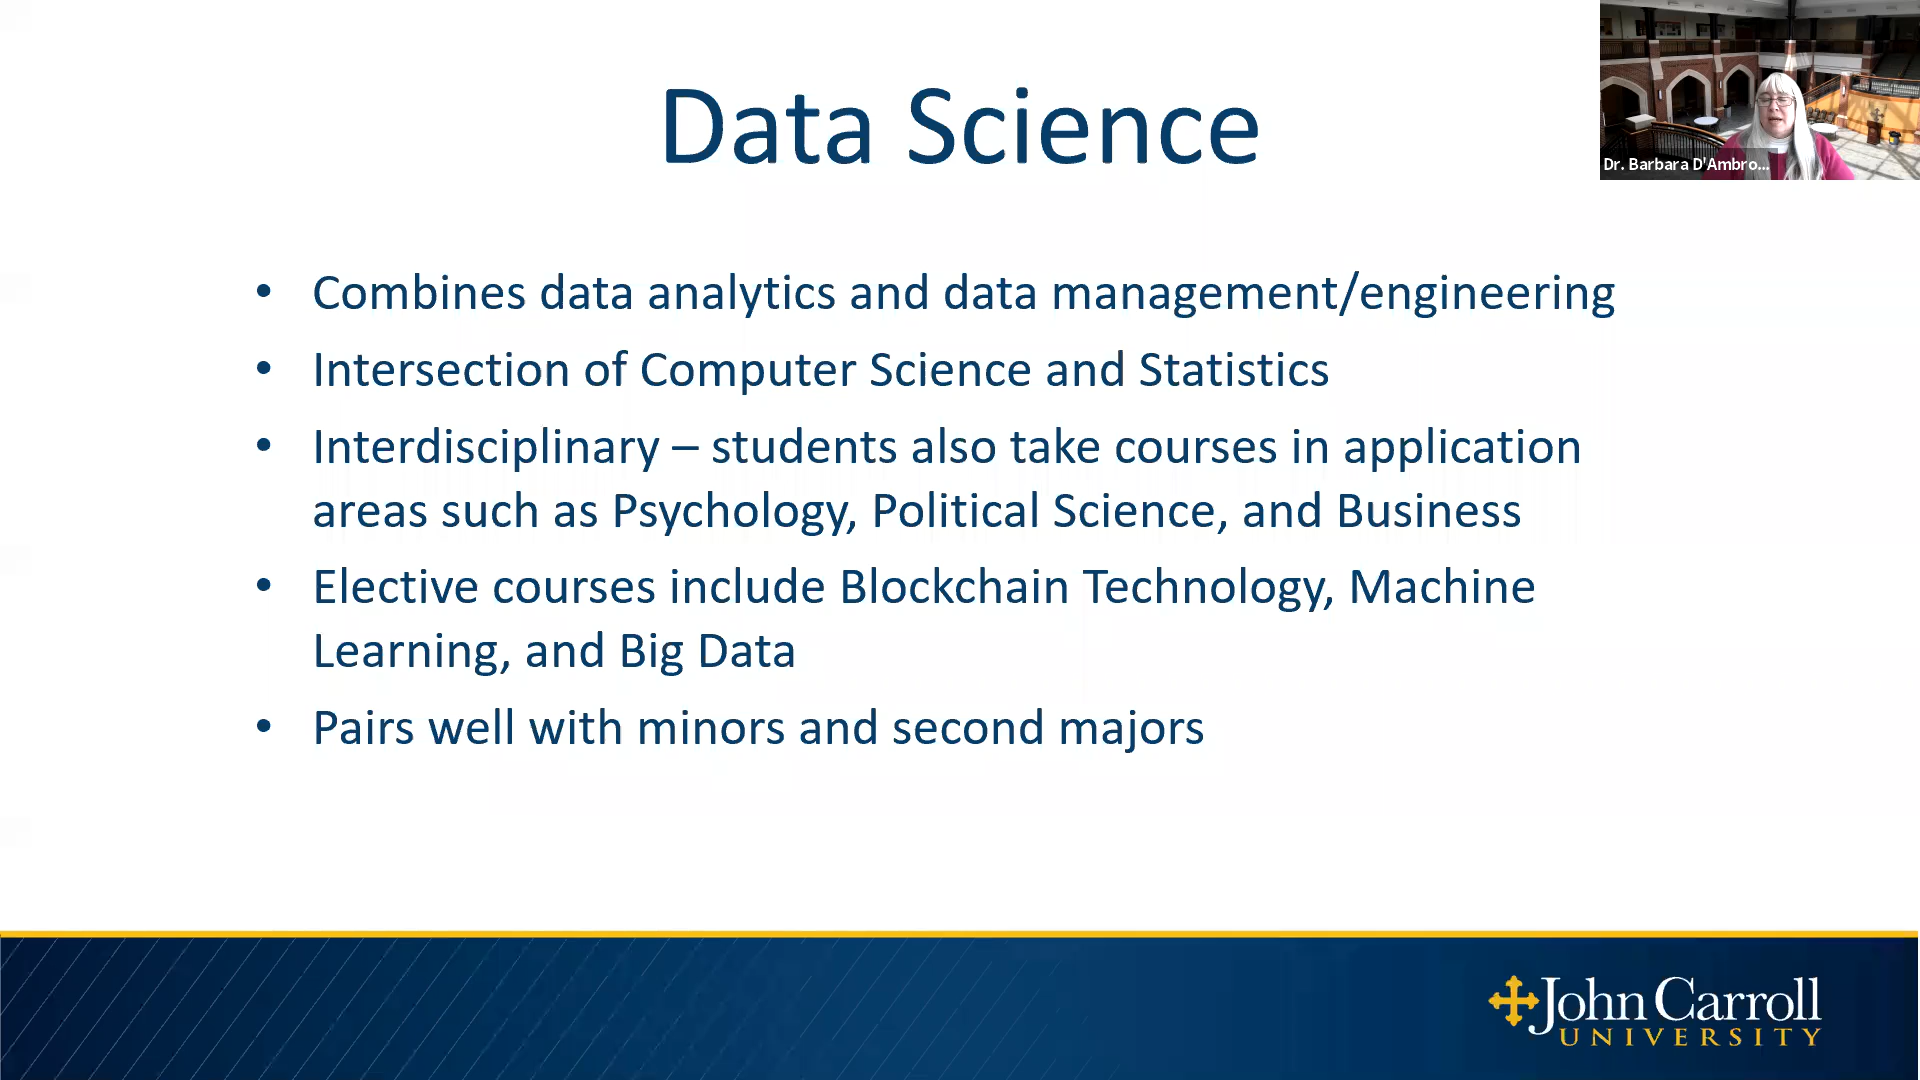 Data Science
Dr. Barbara D'Ambro...
• Combines data analytics and data management/engineering
• Intersection of Computer Science and Statistics
• Interdisciplinary – students also take courses in application
areas such as Psychology, Political Science, and Business
• Elective courses include Blockchain Technology, Machine
Learning, and Big Data
• Pairs well with minors and second majors
John Carroll
UNIVERSITY